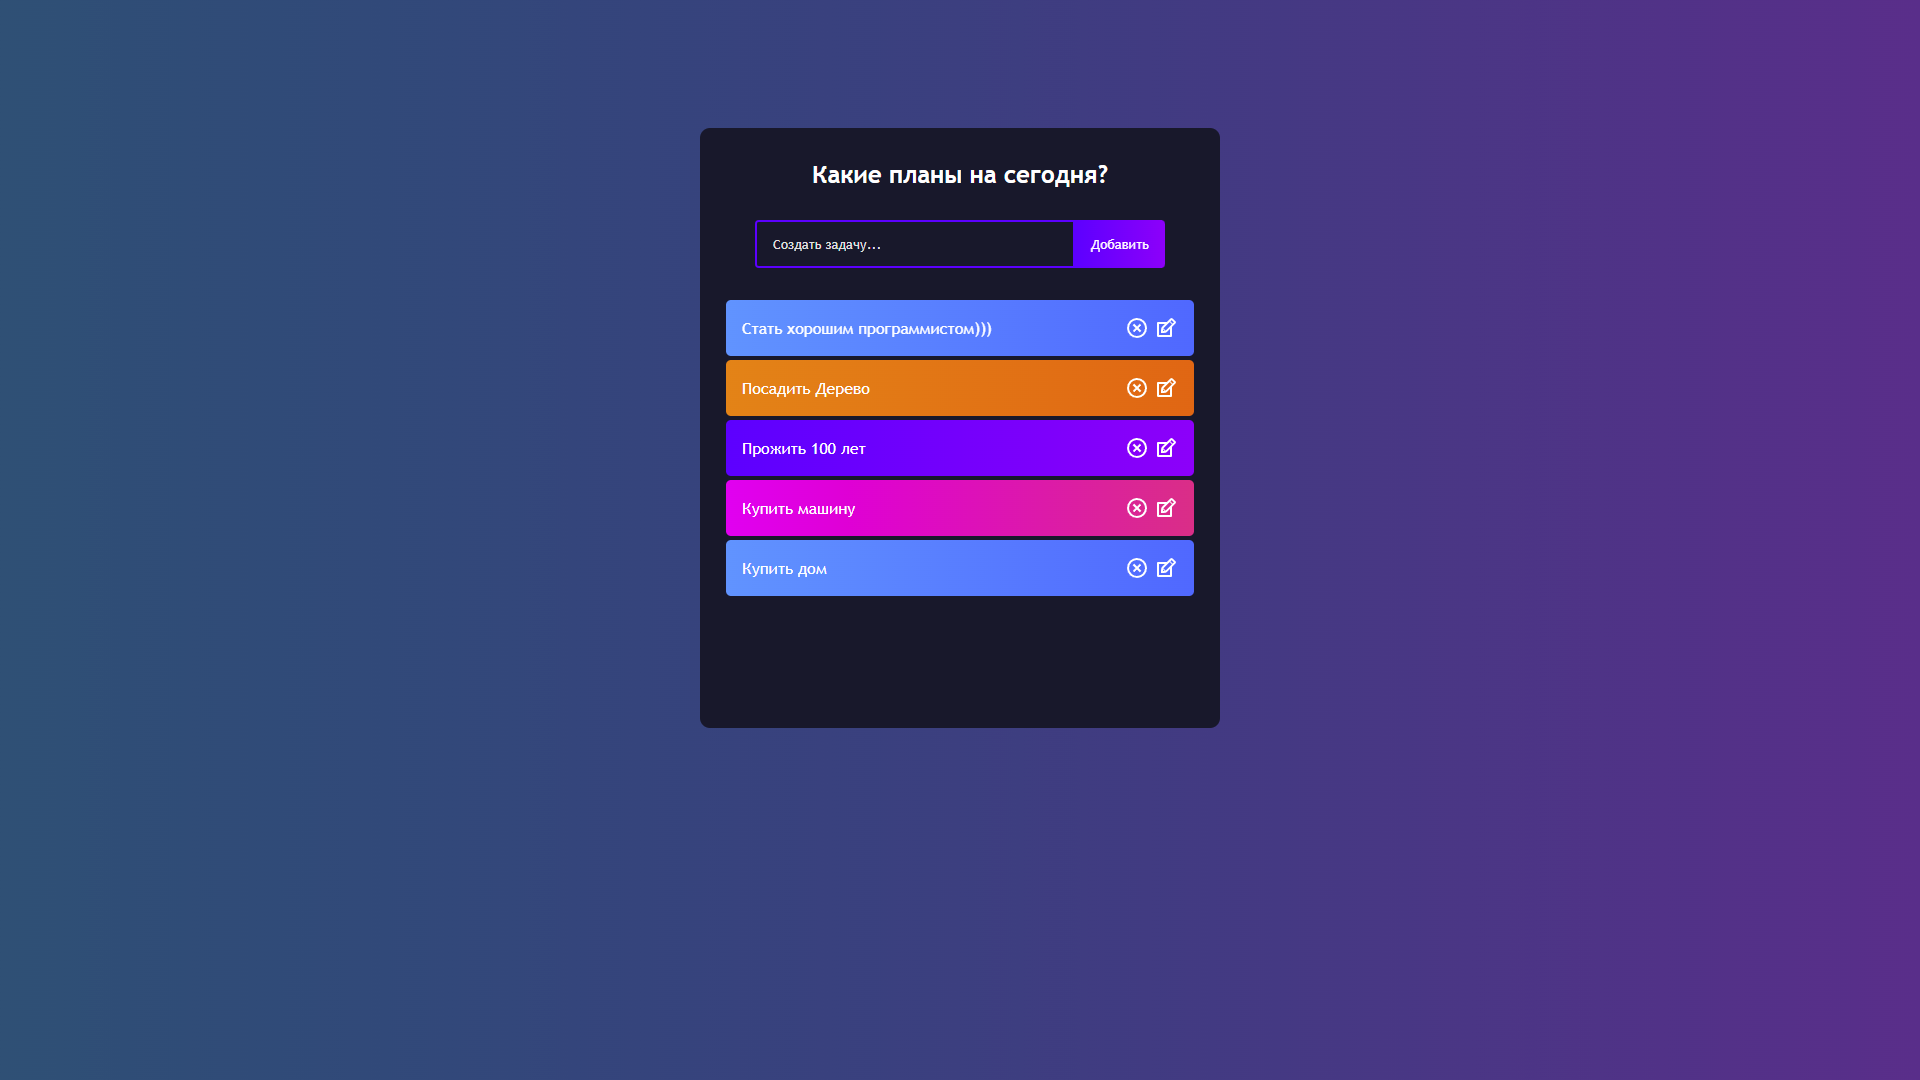 Какие планы на сегодня?
Создать задачу...
Добавить
Стать хорошим программистом)))
Посадить Дерево
Прожить 100 лет
Купить машину
Купить дом